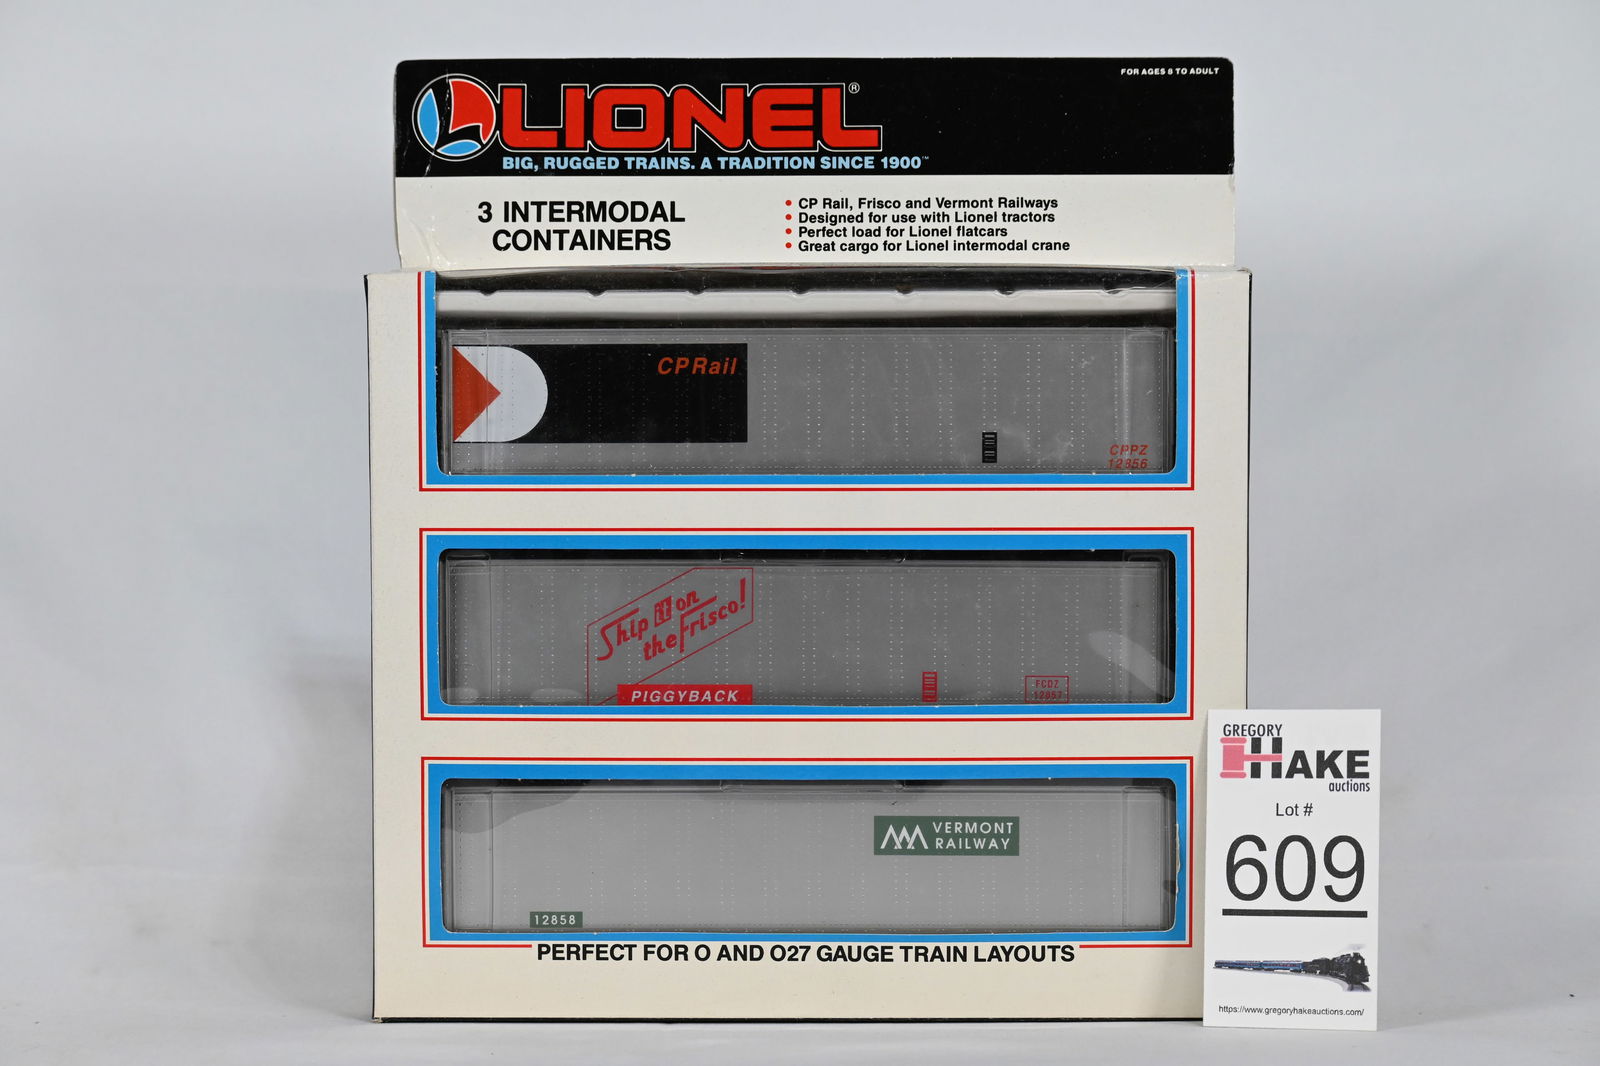 FOR AGES 8 TO ADULT
LIONEL®
BIG, RUGGED TRAINS. A TRADITION SINCE 1900™
3 INTERMODAL
CONTAINERS
• CP Rail, Frisco and Vermont Railways
• Designed for use with Lionel tractors
• Perfect load for Lionel flatcars
• Great cargo for Lionel intermodal crane
CP Rail
CPPZ
12856
Ship it on
the Frisco!
PIGGYBACK
FCDZ
12857
VERMONT
RAILWAY
12858
PERFECT FOR O AND O27 GAUGE TRAIN LAYOUTS
GREGORY
HAKE
auctions
Lot #
609
https://www.gregoryhakeauctions.com/